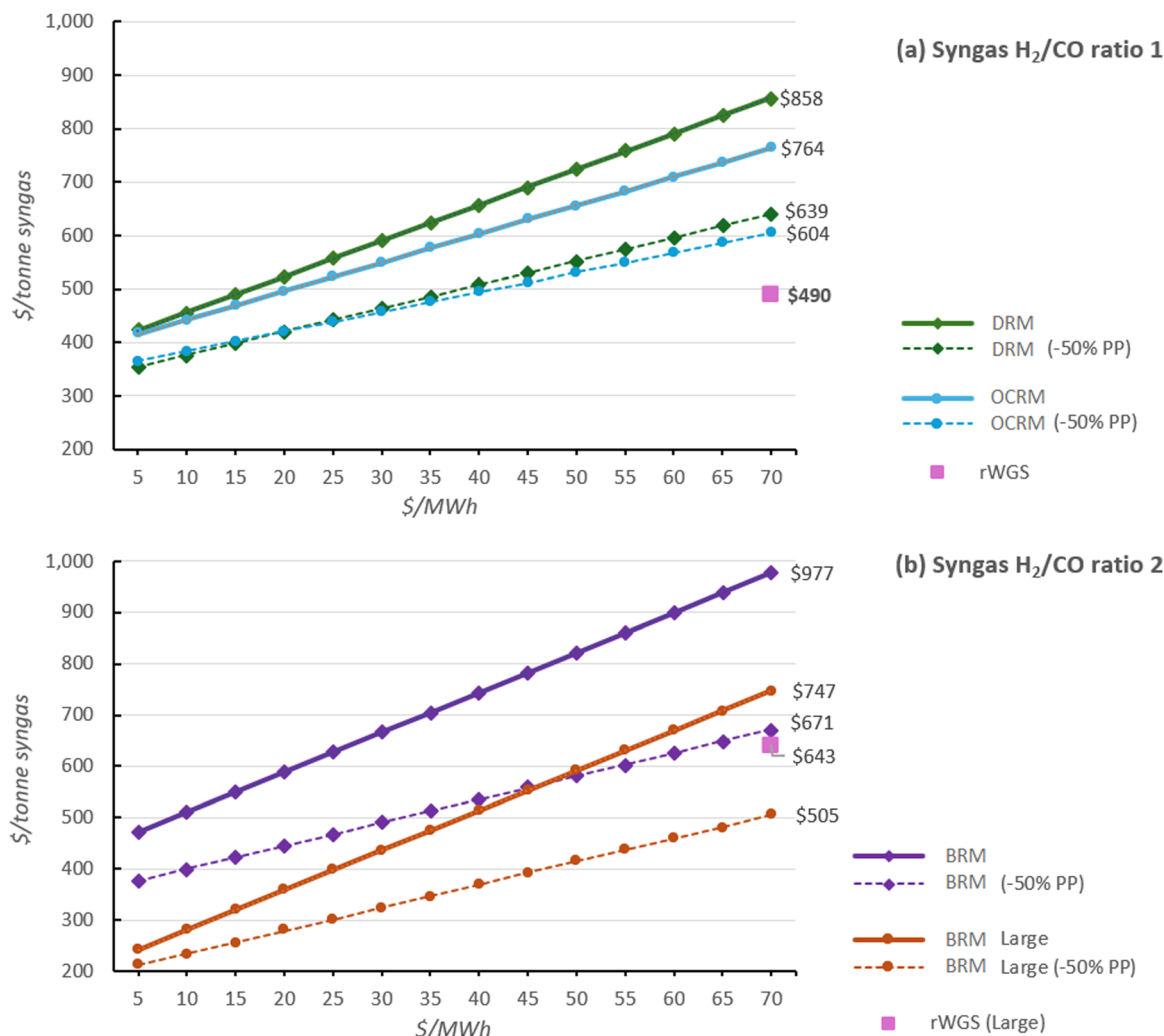 (a) Syngas H₂/CO ratio 1
$/tonne syngas
1,000
900
800
700
600
500
400
300
200
$858
$764
$639
$604
$490
5 10 15 20 25 30 35 40 45 50 55 60 65 70
$/MWh
DRM
DRM (-50% PP)
OCRM
OCRM (-50% PP)
rWGS
(b) Syngas H₂/CO ratio 2
$/tonne syngas
1,000
900
800
700
600
500
400
300
200
$977
$747
$671
$643
$505
5 10 15 20 25 30 35 40 45 50 55 60 65 70
$/MWh
BRM
BRM (-50% PP)
BRM Large
BRM Large (-50% PP)
rWGS (Large)